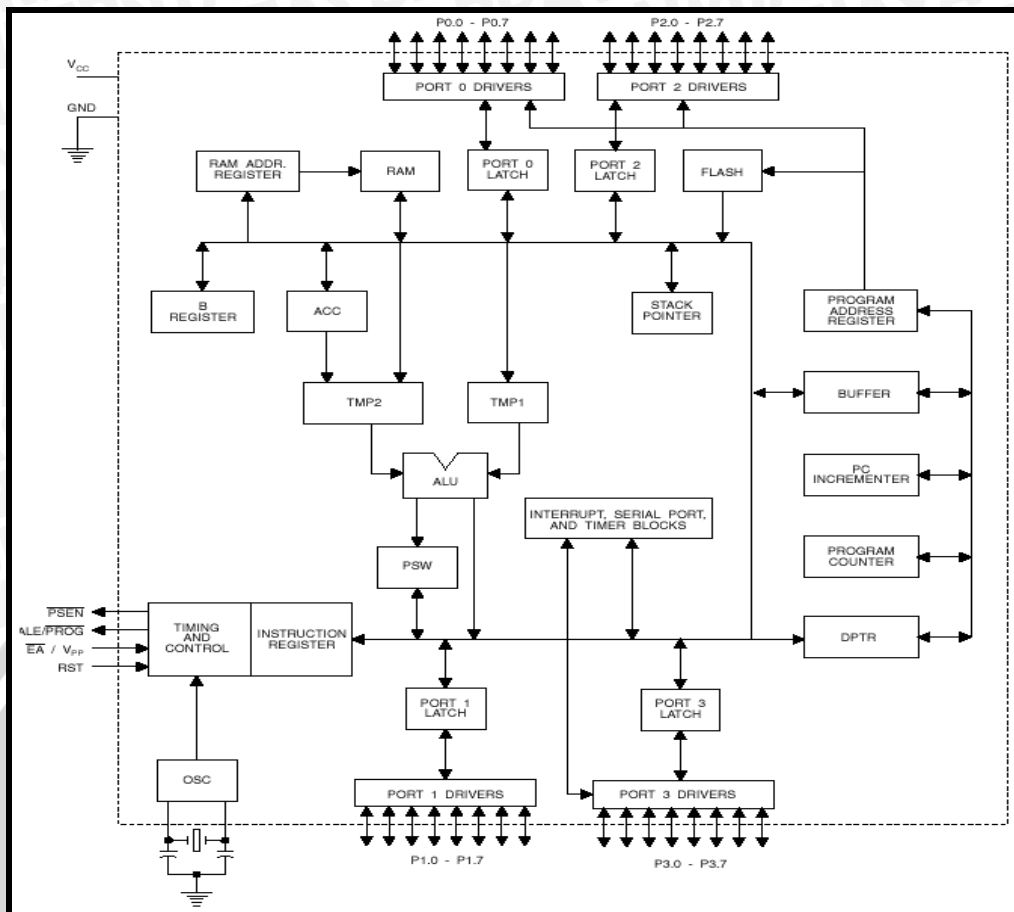 P0.0 - P0.7
P2.0 - P2.7
VCC
GND
PORT 0 DRIVERS
PORT 2 DRIVERS
RAM ADDR.
REGISTER
RAM
PORT 0
LATCH
PORT 2
LATCH
FLASH
B
REGISTER
ACC
STACK
POINTER
PROGRAM
ADDRESS
REGISTER
TMP2
TMP1
BUFFER
ALU
PC
INCREMENTER
INTERRUPT, SERIAL PORT,
AND TIMER BLOCKS
PSW
PROGRAM
COUNTER
PSEN
ALE/PROG
EA / VPP
RST
TIMING
AND
CONTROL
INSTRUCTION
REGISTER
DPTR
PORT 1
LATCH
PORT 3
LATCH
OSC
PORT 1 DRIVERS
PORT 3 DRIVERS
P1.0 - P1.7
P3.0 - P3.7